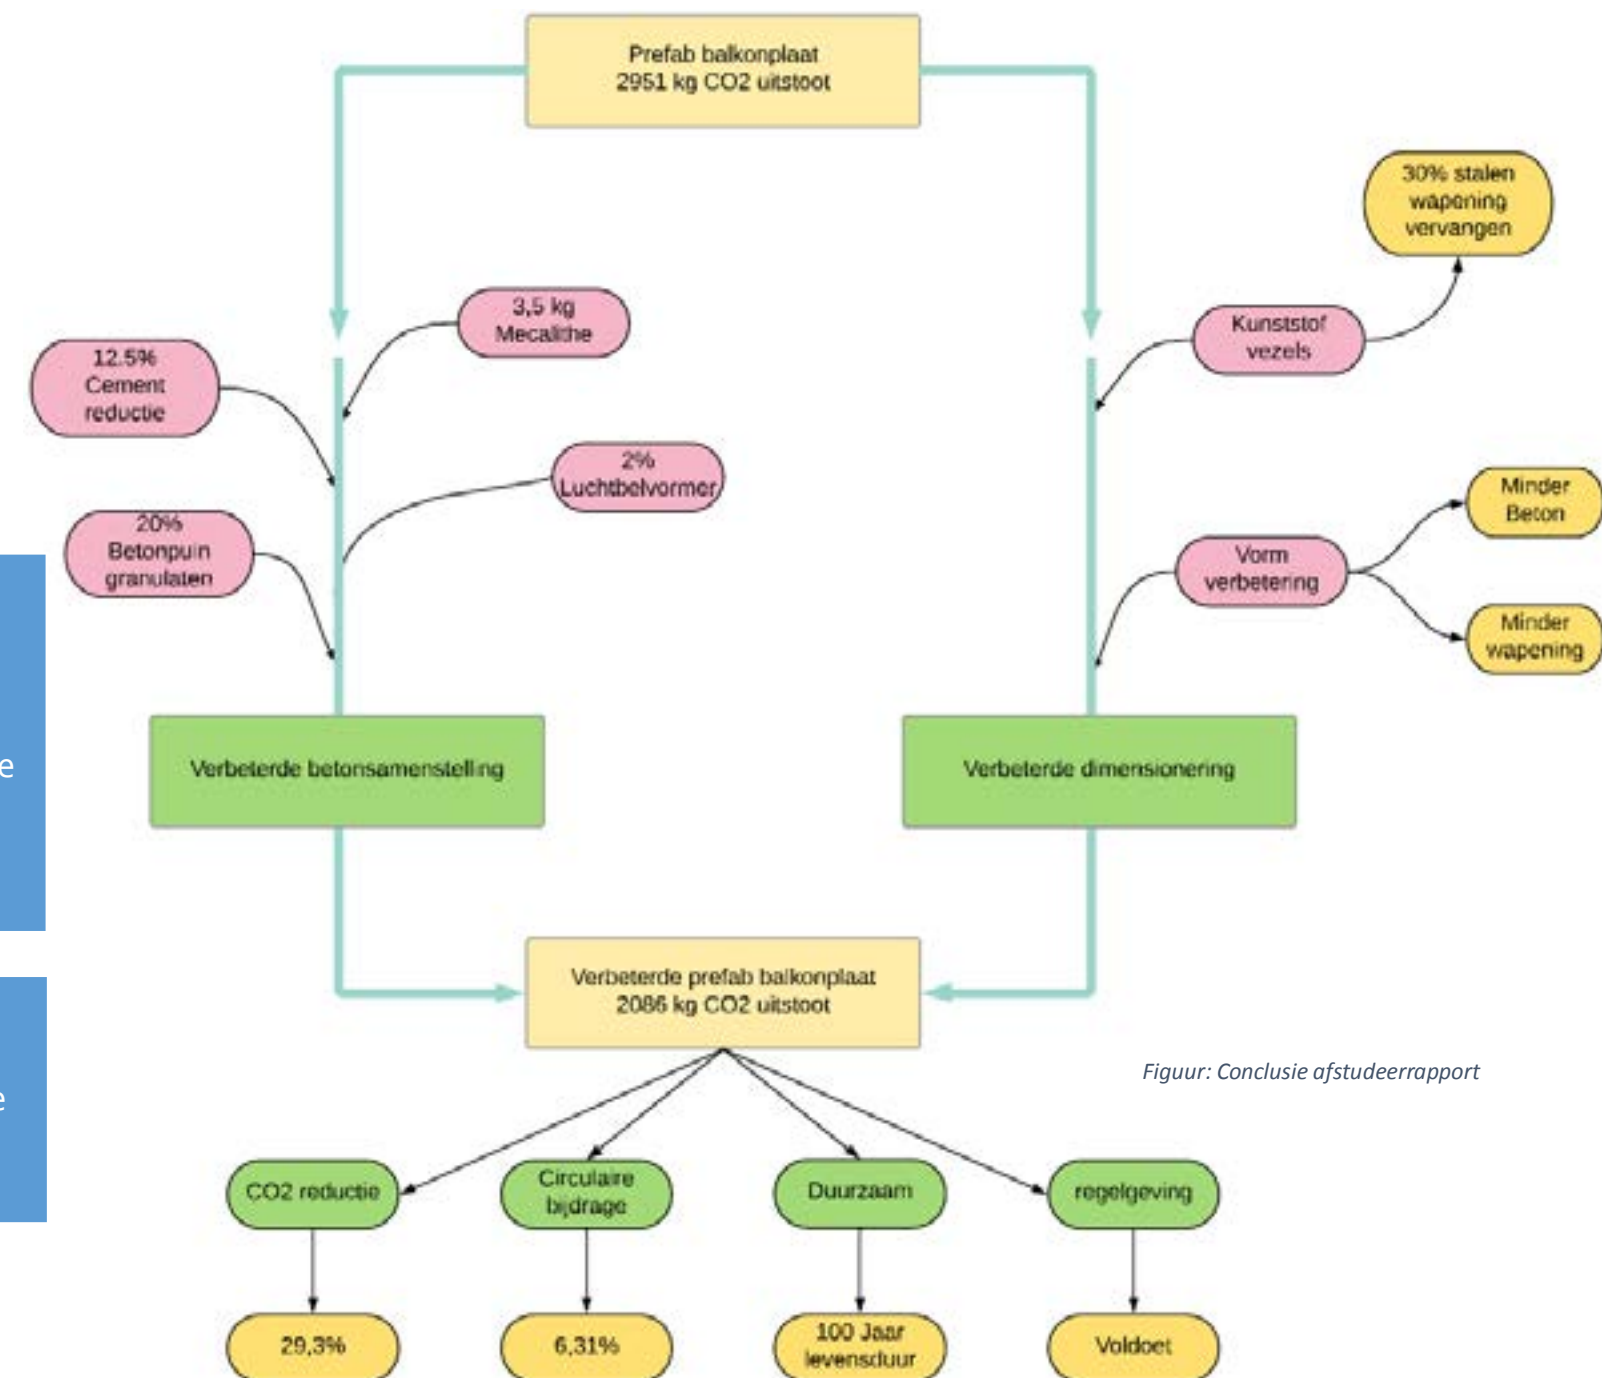 Prefab balkonplaat
2951 kg CO2 uitstoot
30% stalen
wapening
vervangen
3,5 kg
Mecalithe
Kunststof
vezels
12.5%
Cement
reductie
2%
Luchtbelvormer
Minder
Beton
20%
Betonpuin
granulaten
Vorm
verbetering
Minder
wapening
e
Verbeterde betonsamenstelling
Verbeterde dimensionering
Verbeterde prefab balkonplaat
2086 kg CO2 uitstoot
Figuur: Conclusie afstudeerrapport
e
CO2 reductie
Circulaire
bijdrage
Duurzaam
regelgeving
29,3%
6,31%
100 Jaar
levensduur
Voldoet